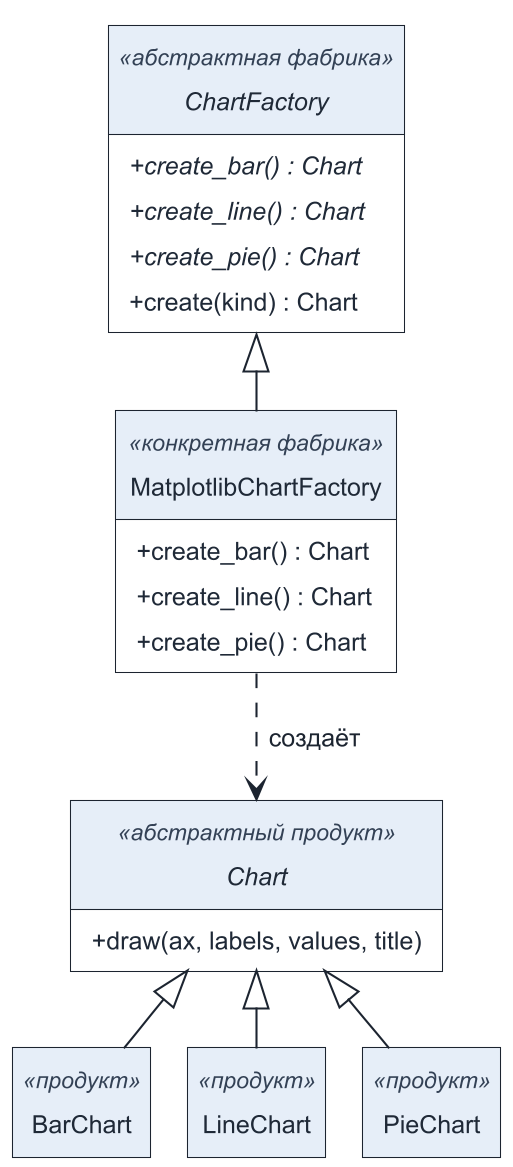 «абстрактная фабрика»
ChartFactory
+create_bar() : Chart
+create_line() : Chart
+create_pie() : Chart
+create(kind) : Chart
«конкретная фабрика»
MatplotlibChartFactory
+create_bar() : Chart
+create_line() : Chart
+create_pie() : Chart
создаёт
«абстрактный продукт»
Chart
+draw(ax, labels, values, title)
«продукт»
BarChart
«продукт»
LineChart
«продукт»
PieChart